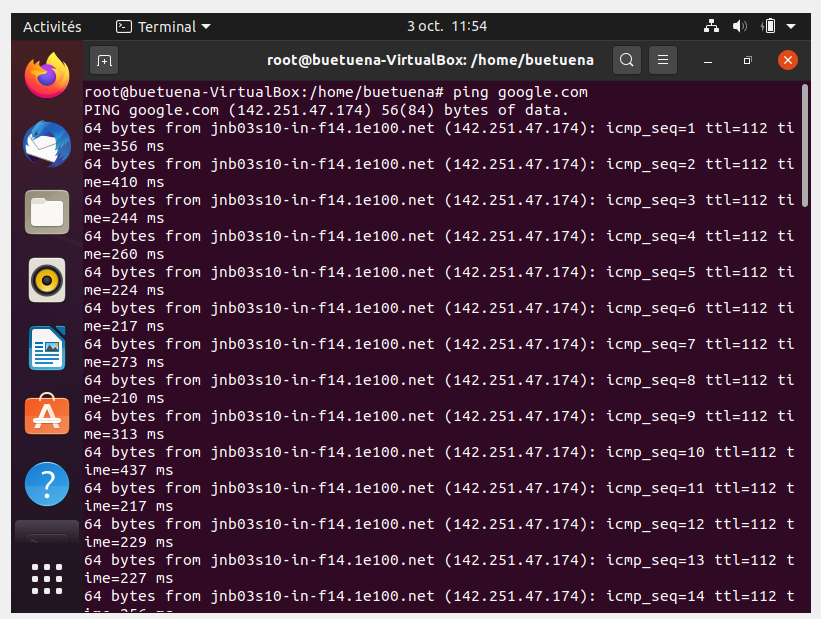 Activités Terminal 3 oct. 11:54
root@buetuena-VirtualBox: /home/buetuena
root@buetuena-VirtualBox:/home/buetuena# ping google.com
PING google.com (142.251.47.174) 56(84) bytes of data.
64 bytes from jnb03s10-in-f14.1e100.net (142.251.47.174): icmp_seq=1 ttl=112 ti
me=356 ms
64 bytes from jnb03s10-in-f14.1e100.net (142.251.47.174): icmp_seq=2 ttl=112 ti
me=410 ms
64 bytes from jnb03s10-in-f14.1e100.net (142.251.47.174): icmp_seq=3 ttl=112 ti
me=244 ms
64 bytes from jnb03s10-in-f14.1e100.net (142.251.47.174): icmp_seq=4 ttl=112 ti
me=260 ms
64 bytes from jnb03s10-in-f14.1e100.net (142.251.47.174): icmp_seq=5 ttl=112 ti
me=224 ms
64 bytes from jnb03s10-in-f14.1e100.net (142.251.47.174): icmp_seq=6 ttl=112 ti
me=217 ms
64 bytes from jnb03s10-in-f14.1e100.net (142.251.47.174): icmp_seq=7 ttl=112 ti
me=273 ms
64 bytes from jnb03s10-in-f14.1e100.net (142.251.47.174): icmp_seq=8 ttl=112 ti
me=210 ms
64 bytes from jnb03s10-in-f14.1e100.net (142.251.47.174): icmp_seq=9 ttl=112 ti
me=313 ms
64 bytes from jnb03s10-in-f14.1e100.net (142.251.47.174): icmp_seq=10 ttl=112 t
ime=437 ms
64 bytes from jnb03s10-in-f14.1e100.net (142.251.47.174): icmp_seq=11 ttl=112 t
ime=217 ms
64 bytes from jnb03s10-in-f14.1e100.net (142.251.47.174): icmp_seq=12 ttl=112 t
ime=229 ms
64 bytes from jnb03s10-in-f14.1e100.net (142.251.47.174): icmp_seq=13 ttl=112 t
ime=227 ms
64 bytes from jnb03s10-in-f14.1e100.net (142.251.47.174): icmp_seq=14 ttl=112 t